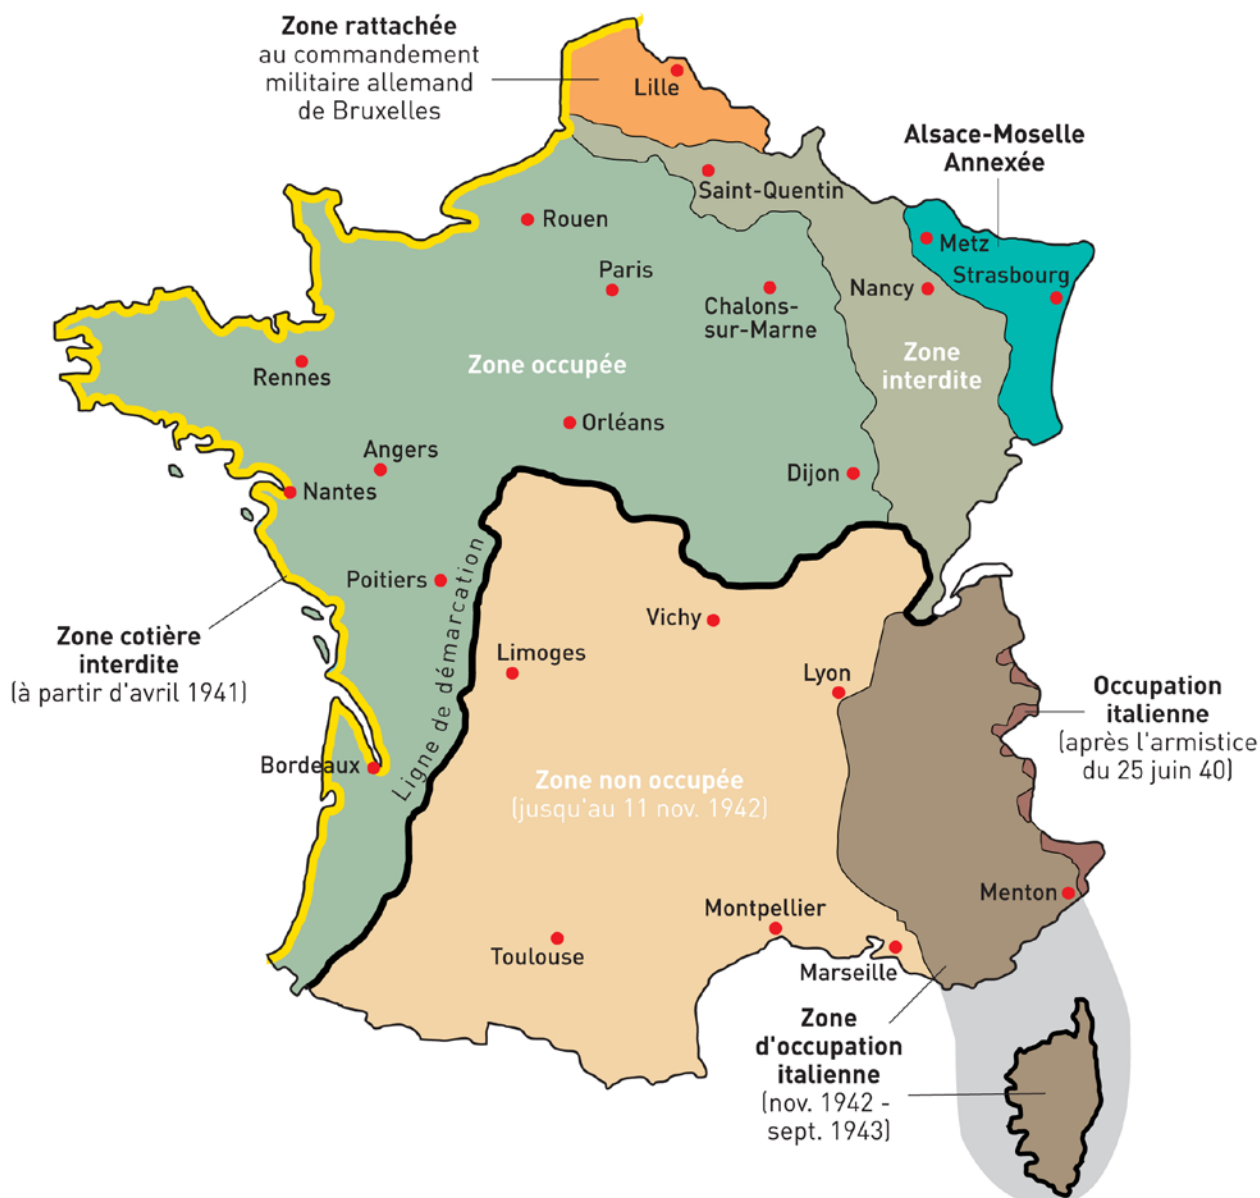 Zone rattachée
au commandement
militaire allemand
de Bruxelles
Lille
Alsace-Moselle
Annexée
Saint-Quentin
Rouen
Metz
Strasbourg
Paris
Nancy
Chalons-
sur-Marne
Zone
interdite
Zone occupée
Rennes
Orléans
Angers
Dijon
Nantes
Ligne de démarcation
Poitiers
Vichy
Zone cotière
interdite
(à partir d'avril 1941)
Limoges
Lyon
Occupation
italienne
(après l'armistice
du 25 juin 40)
Bordeaux
Zone non occupée
(jusqu'au 11 nov. 1942)
Menton
Montpellier
Toulouse
Marseille
Zone
d'occupation
italienne
(nov. 1942 -
sept. 1943)